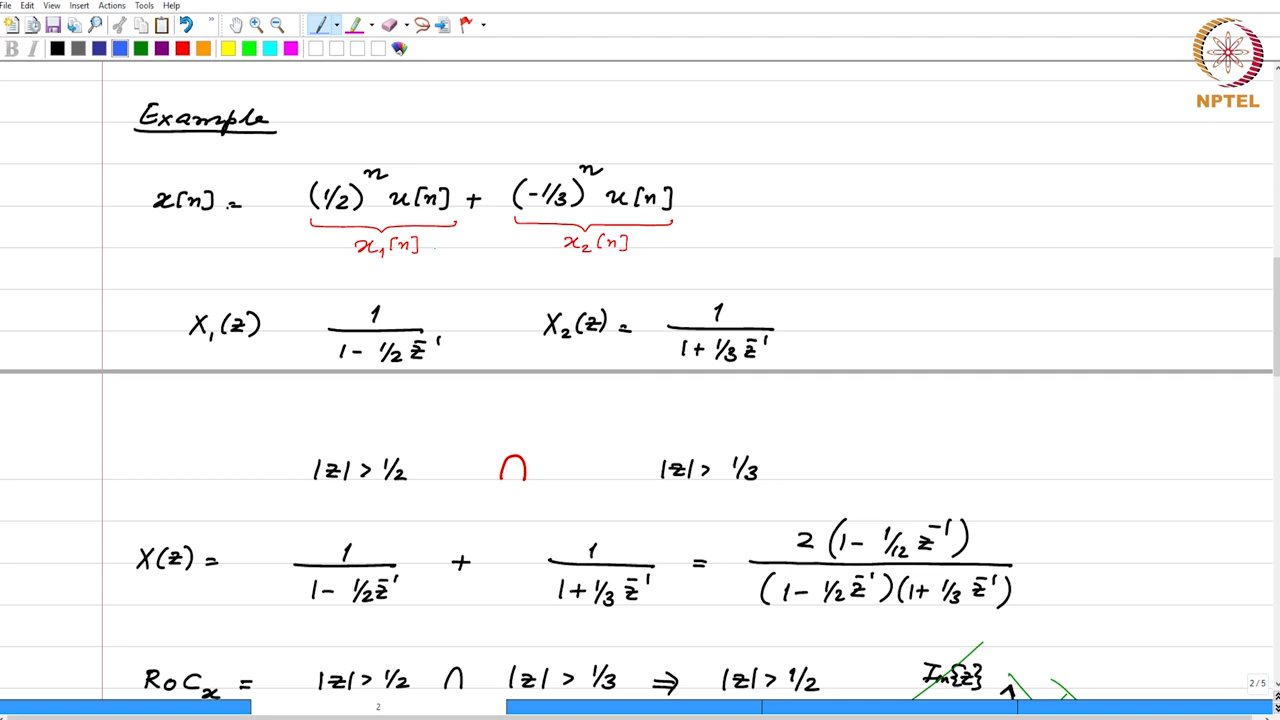 File Edit View Insert Actions Tools Help
NPTEL
Example
x[n] = (1/2)^n u[n] + (-1/3)^n u[n]
x₁[n] x₂[n]
X₁(z) 1/(1 - 1/2 z⁻¹) X₂(z) = 1/(1 + 1/3 z⁻¹)
|z| > 1/2 ∩ |z| > 1/3
X(z) = 1/(1 - 1/2 z⁻¹) + 1/(1 + 1/3 z⁻¹) = 2(1 - 1/12 z⁻¹)/((1 - 1/2 z⁻¹)(1 + 1/3 z⁻¹))
RoCₓ = |z| > 1/2 ∩ |z| > 1/3 ⇒ |z| > 1/2 Im{z}
2/5
2